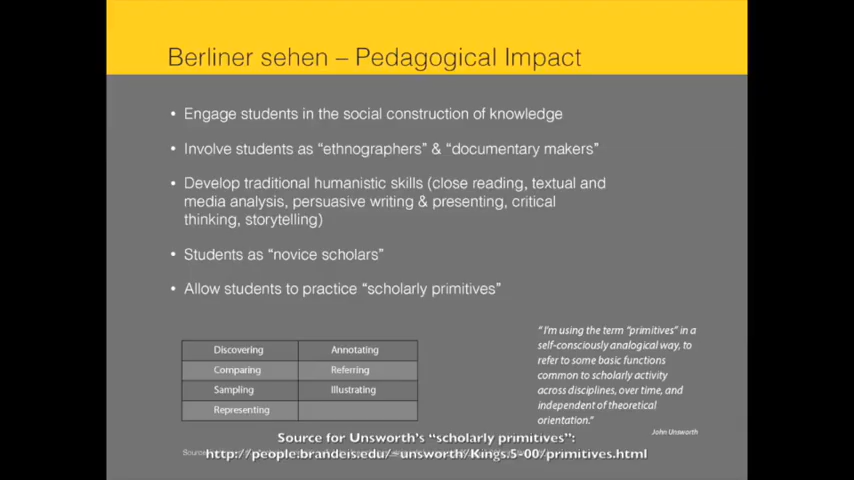 Berliner sehen – Pedagogical Impact
• Engage students in the social construction of knowledge
• Involve students as “ethnographers” & “documentary makers”
• Develop traditional humanistic skills (close reading, textual and
media analysis, persuasive writing & presenting, critical
thinking, storytelling)
• Students as “novice scholars”
• Allow students to practice “scholarly primitives”
Discovering Annotating
Comparing Referring
Sampling Illustrating
Representing
“ I’m using the term “primitives” in a
self-consciously analogical way, to
refer to some basic functions
common to scholarly activity
across disciplines, over time, and
independent of theoretical
orientation.”
John Unsworth
Source for Unsworth’s “scholarly primitives”:
http://people.brandeis.edu/~unsworth/Kings.5-00/primitives.html